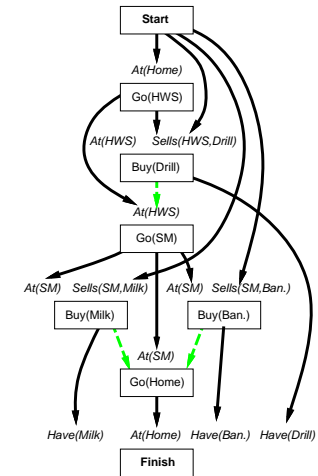 Start
At(Home)
Go(HWS)
At(HWS) Sells(HWS,Drill)
Buy(Drill)
At(HWS)
Go(SM)
At(SM) Sells(SM,Milk) At(SM) Sells(SM,Ban.)
Buy(Milk) Buy(Ban.)
At(SM)
Go(Home)
Have(Milk) At(Home) Have(Ban.) Have(Drill)
Finish